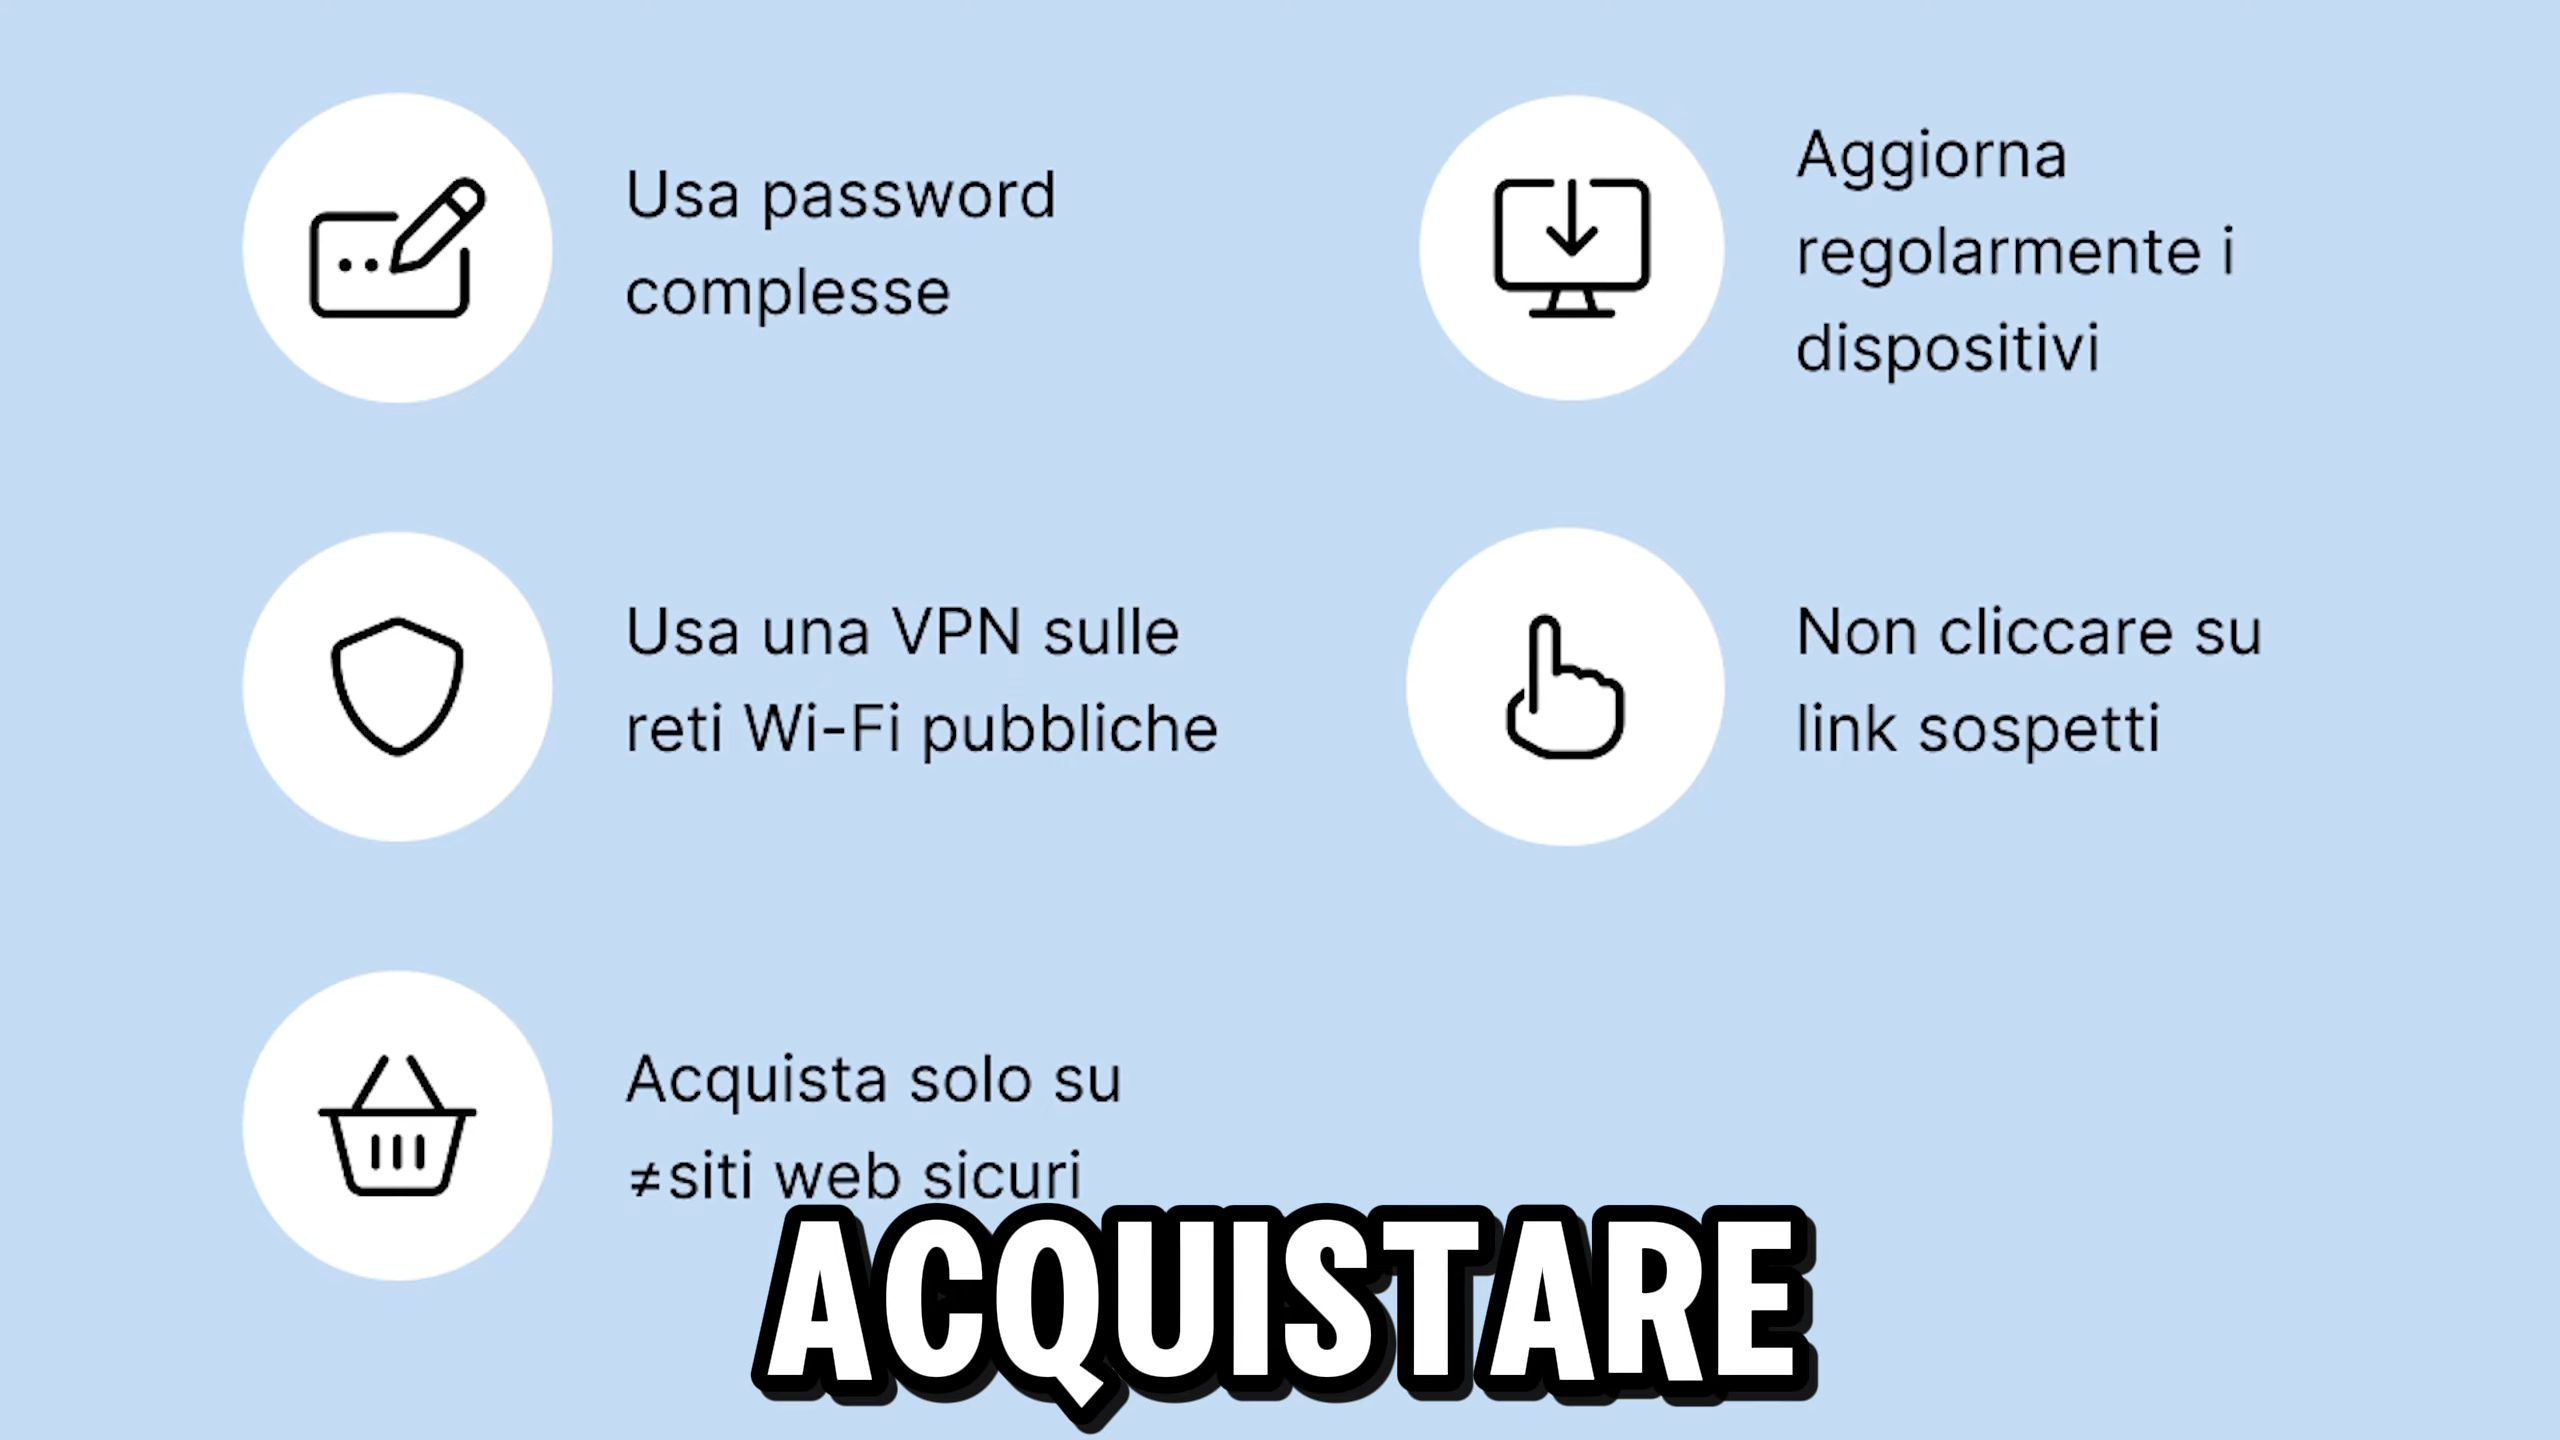 Usa password
complesse
Aggiorna
regolarmente i
dispositivi
Usa una VPN sulle
reti Wi-Fi pubbliche
Non cliccare su
link sospetti
Acquista solo su
≠siti web sicuri
ACQUISTARE